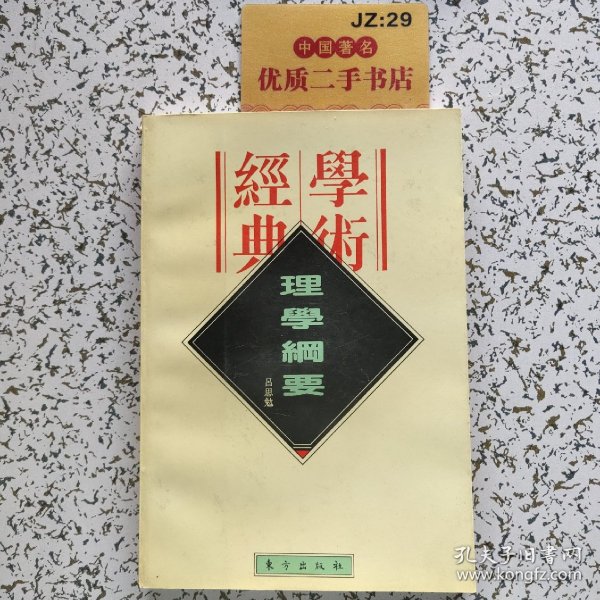 JZ:29
中国著名
优质二手书店
學術
經典
理學綱要
吕思勉
東方出版社
孔夫子旧书网
www.kongfz.com